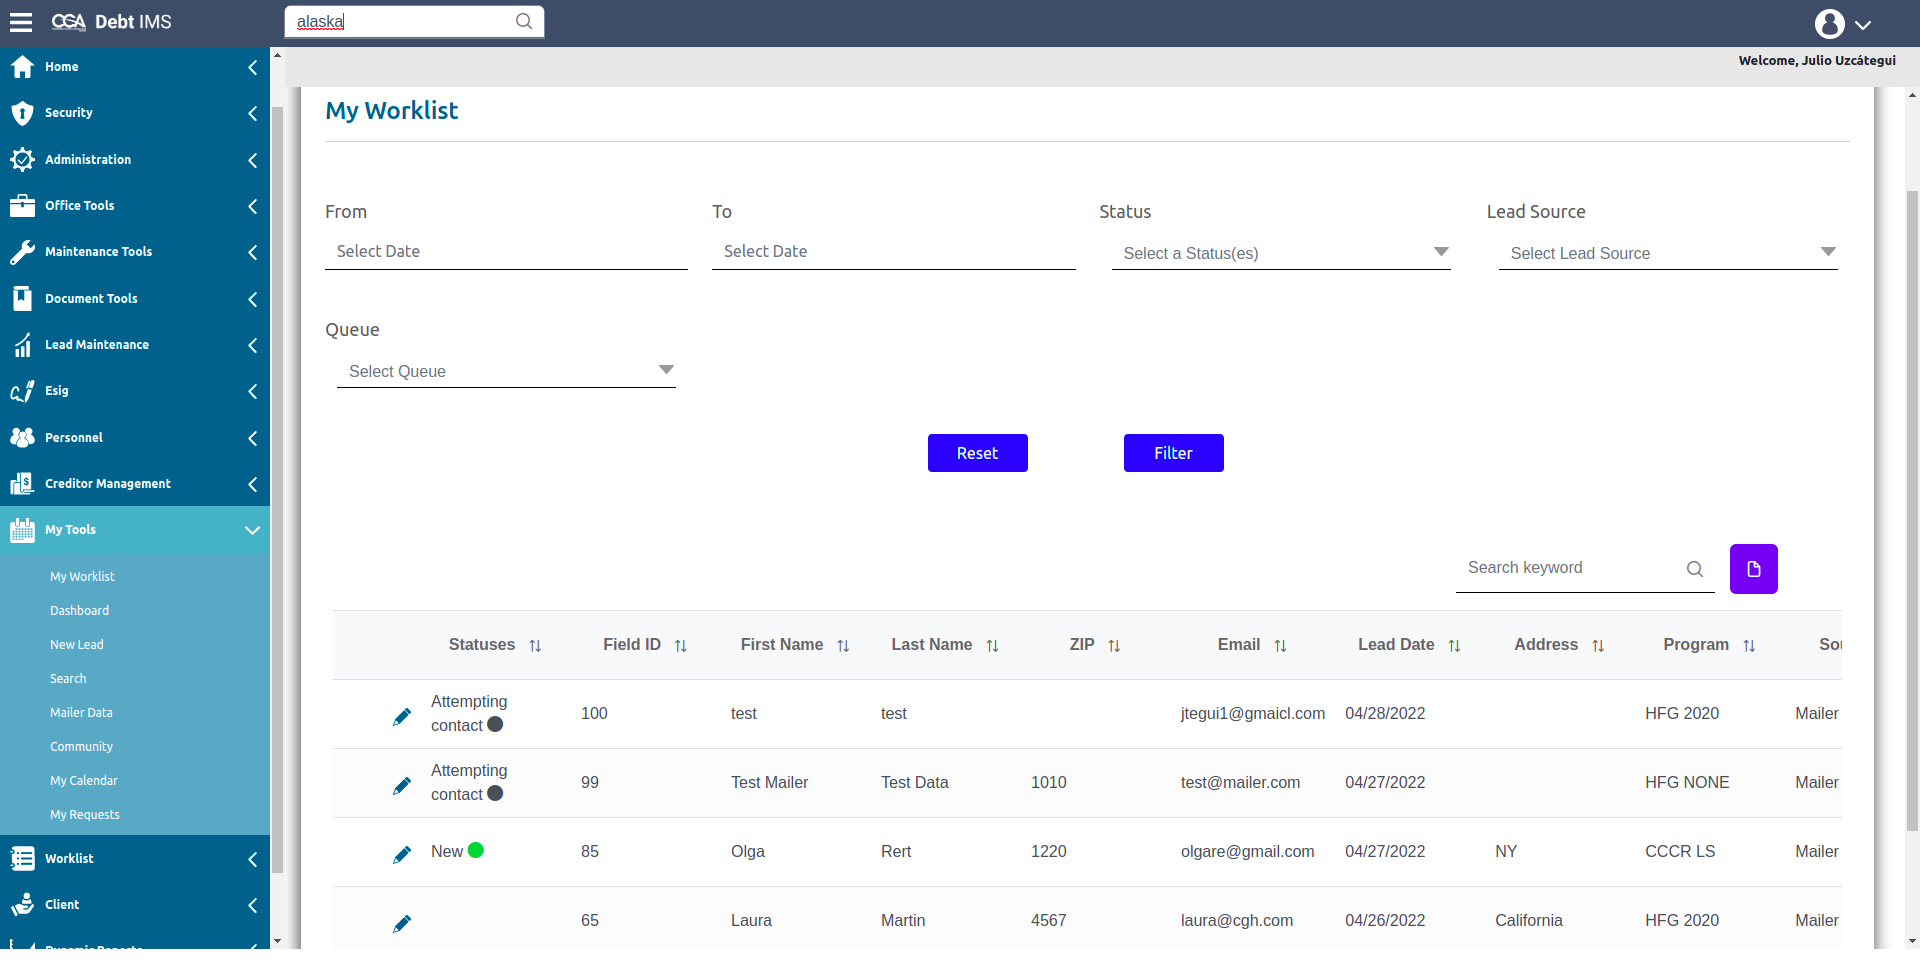 CGA Debt IMS
alaska
Welcome, Julio Uzcátegui
Home
Security
Administration
Office Tools
Maintenance Tools
Document Tools
Lead Maintenance
Esig
Personnel
Creditor Management
My Tools
My Worklist
Dashboard
New Lead
Search
Mailer Data
Community
My Calendar
My Requests
Worklist
Client
My Worklist
From To Status Lead Source
Select Date Select Date Select a Status(es) Select Lead Source
Queue
Select Queue
Reset Filter
Search keyword
Statuses Field ID First Name Last Name ZIP Email Lead Date Address Program Sou
Attempting contact 100 test test jtegui1@gmaicl.com 04/28/2022 HFG 2020 Mailer
Attempting contact 99 Test Mailer Test Data 1010 test@mailer.com 04/27/2022 HFG NONE Mailer
New 85 Olga Rert 1220 olgare@gmail.com 04/27/2022 NY CCCR LS Mailer
65 Laura Martin 4567 laura@cgh.com 04/26/2022 California HFG 2020 Mailer